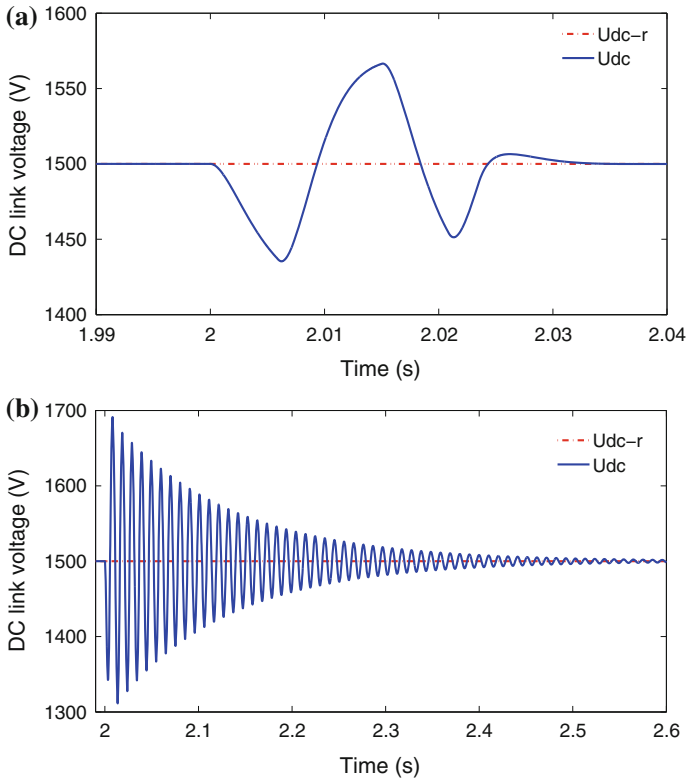 (a)
1600
1550
1500
1450
1400
DC link voltage (V)
Udc-r
Udc
1.99
2
2.01
2.02
2.03
2.04
Time (s)
(b)
1700
1600
1500
1400
1300
DC link voltage (V)
Udc-r
Udc
2
2.1
2.2
2.3
2.4
2.5
2.6
Time (s)